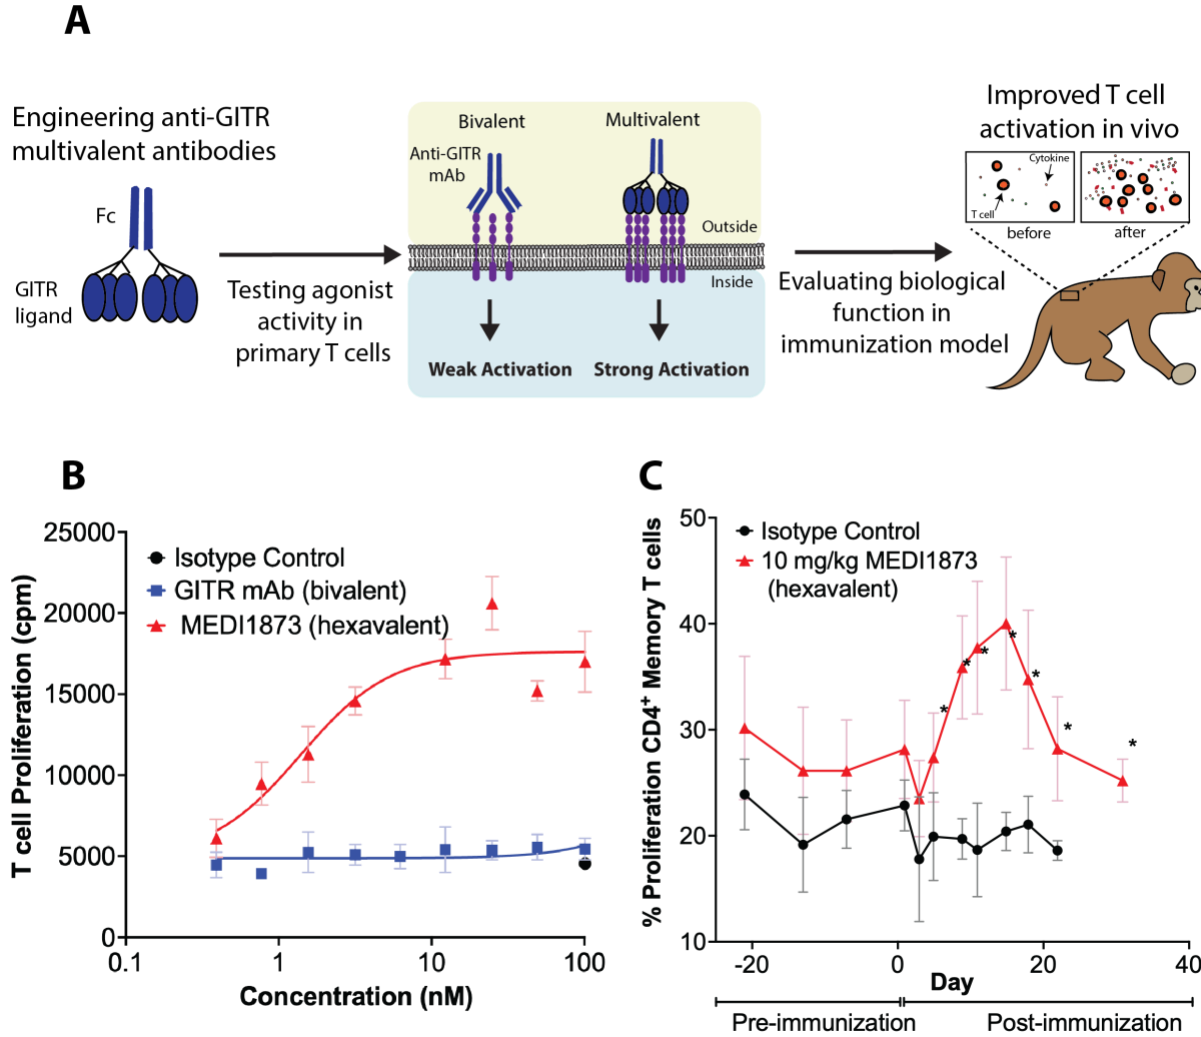 A
Engineering anti-GITR
multivalent antibodies
Fc
GITR
ligand
Testing agonist
activity in
primary T cells
Bivalent
Multivalent
Anti-GITR
mAb
Outside
Inside
Weak Activation
Strong Activation
Evaluating biological
function in
immunization model
Improved T cell
activation in vivo
Cytokine
T cell
before
after
B
T cell Proliferation (cpm)
25000
20000
15000
10000
5000
0
Isotype Control
GITR mAb (bivalent)
MEDI1873 (hexavalent)
0.1
1
10
100
Concentration (nM)
C
% Proliferation CD4⁺ Memory T cells
50
40
30
20
10
Isotype Control
10 mg/kg MEDI1873
(hexavalent)
*
*
*
*
*
*
*
-20
0
20
40
Day
Pre-immunization
Post-immunization